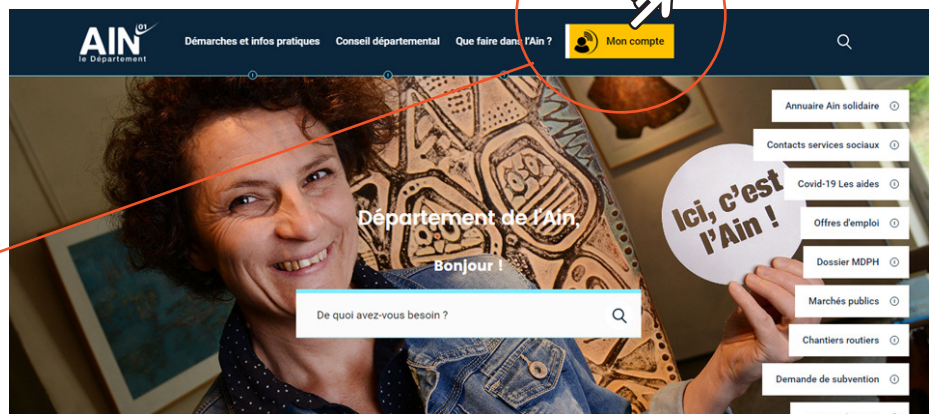 AIN 01
le Département
Démarches et infos pratiques
Conseil départemental
Que faire dans l'Ain ?
Mon compte
Annuaire Ain solidaire
Contacts services sociaux
Covid-19 Les aides
Offres d'emploi
Dossier MDPH
Marchés publics
Chantiers routiers
Demande de subvention
Ici, c'est
l'Ain !
Département de l'Ain,
Bonjour !
De quoi avez-vous besoin ?